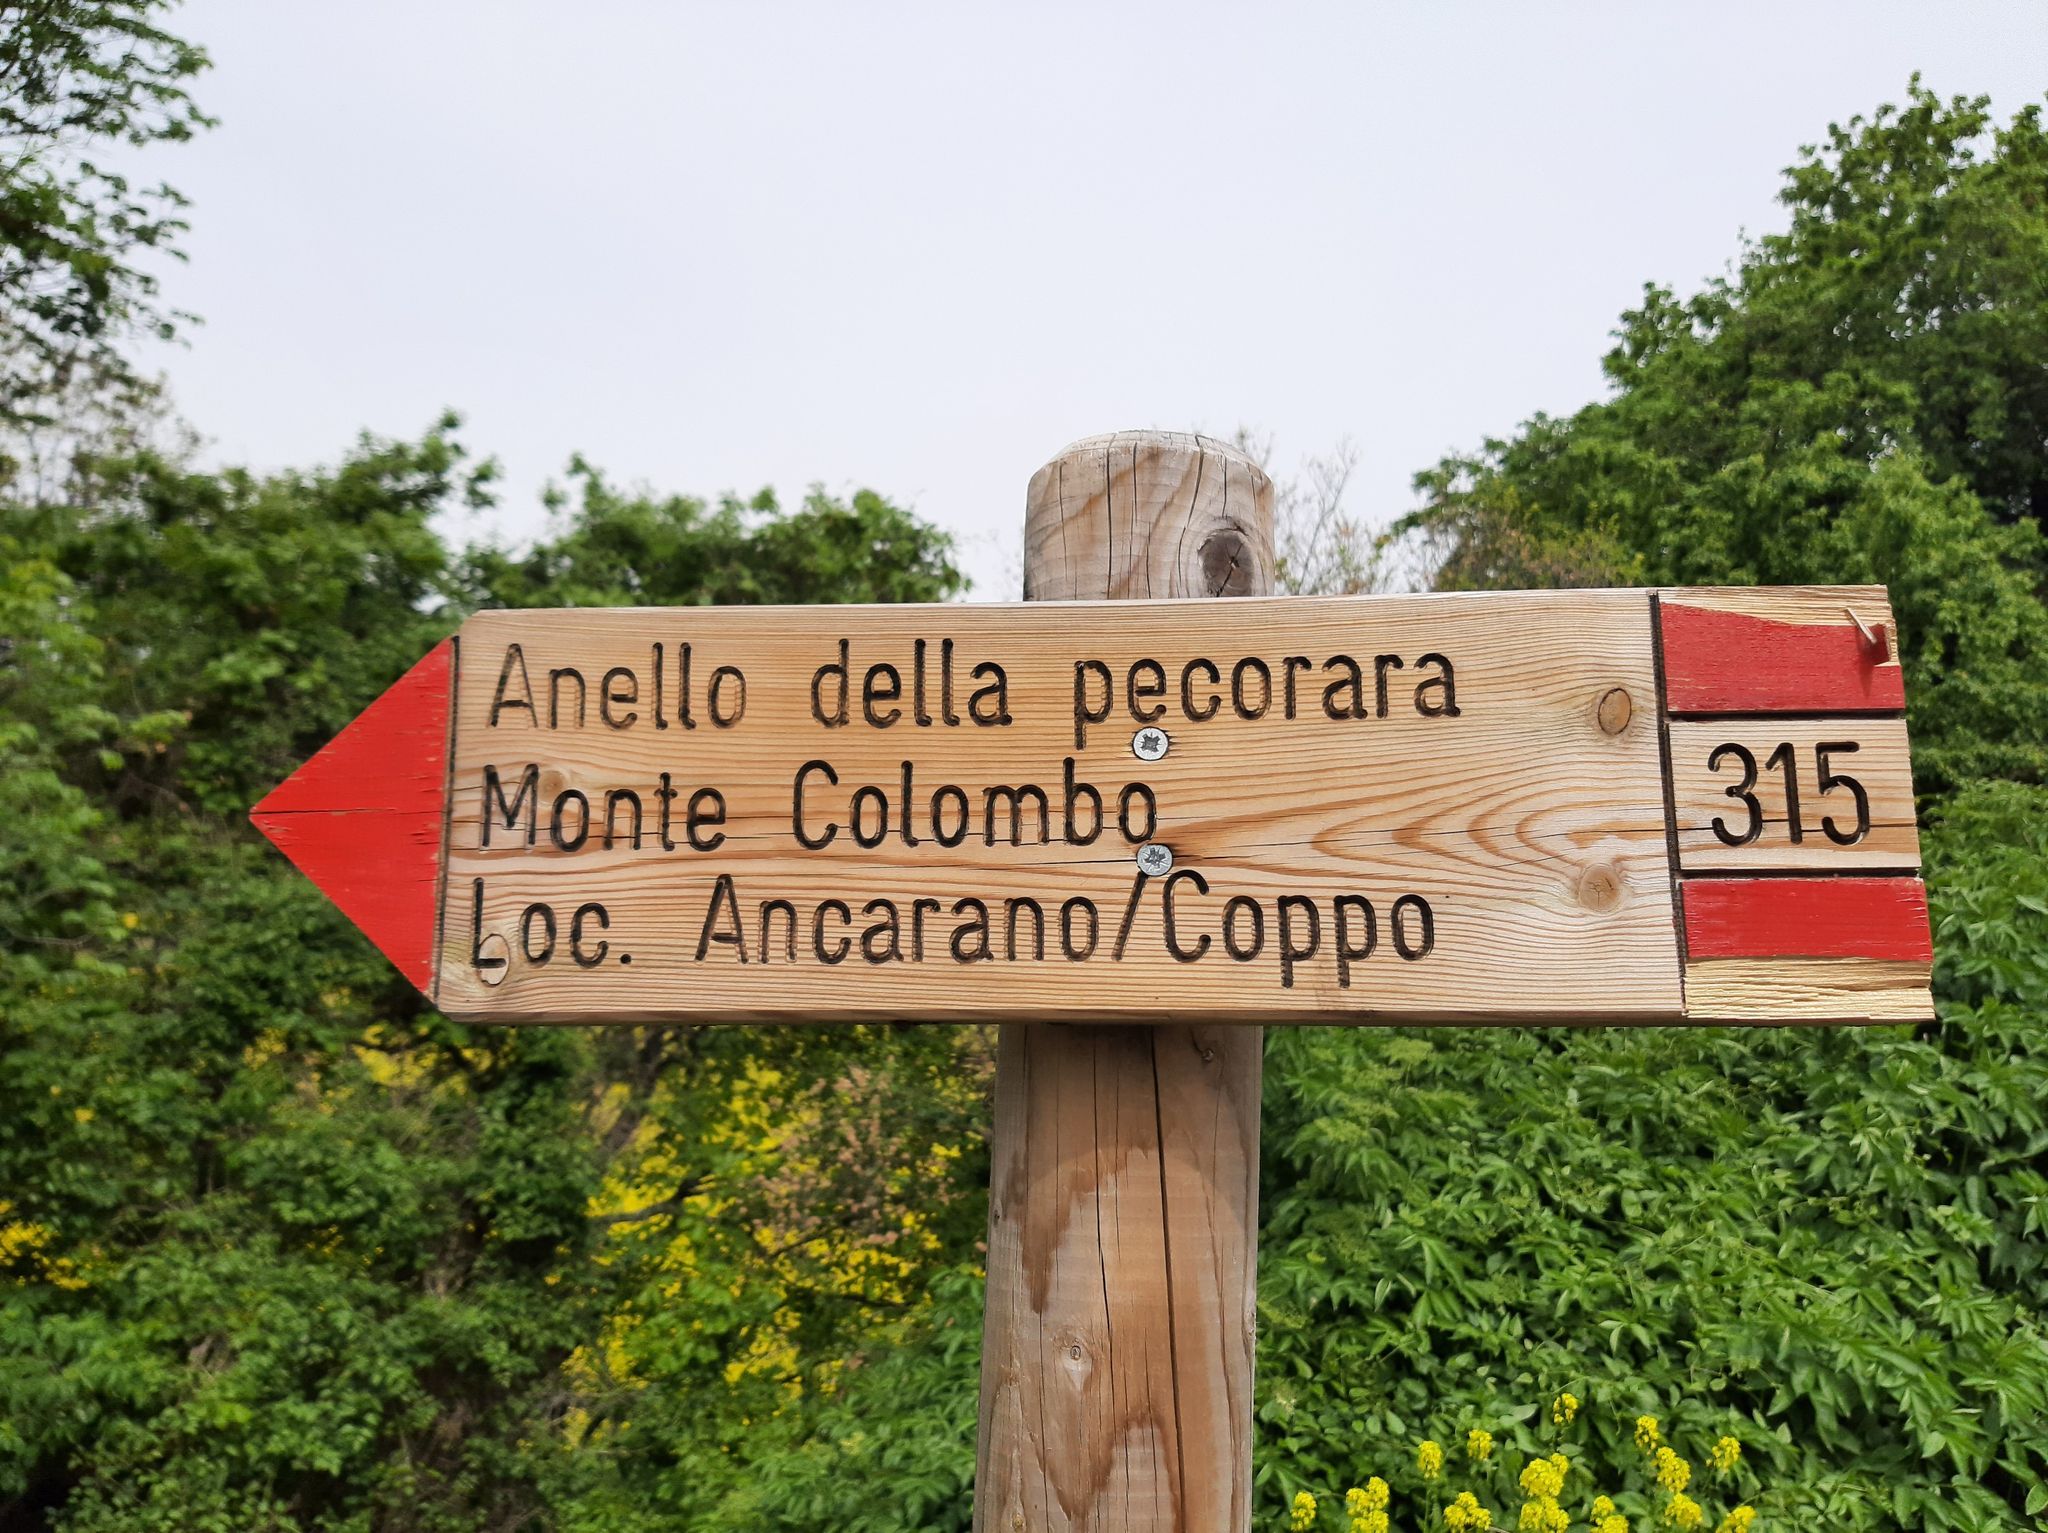 Anello della pecorara
Monte Colombo
Loc. Ancarano/Coppo
315